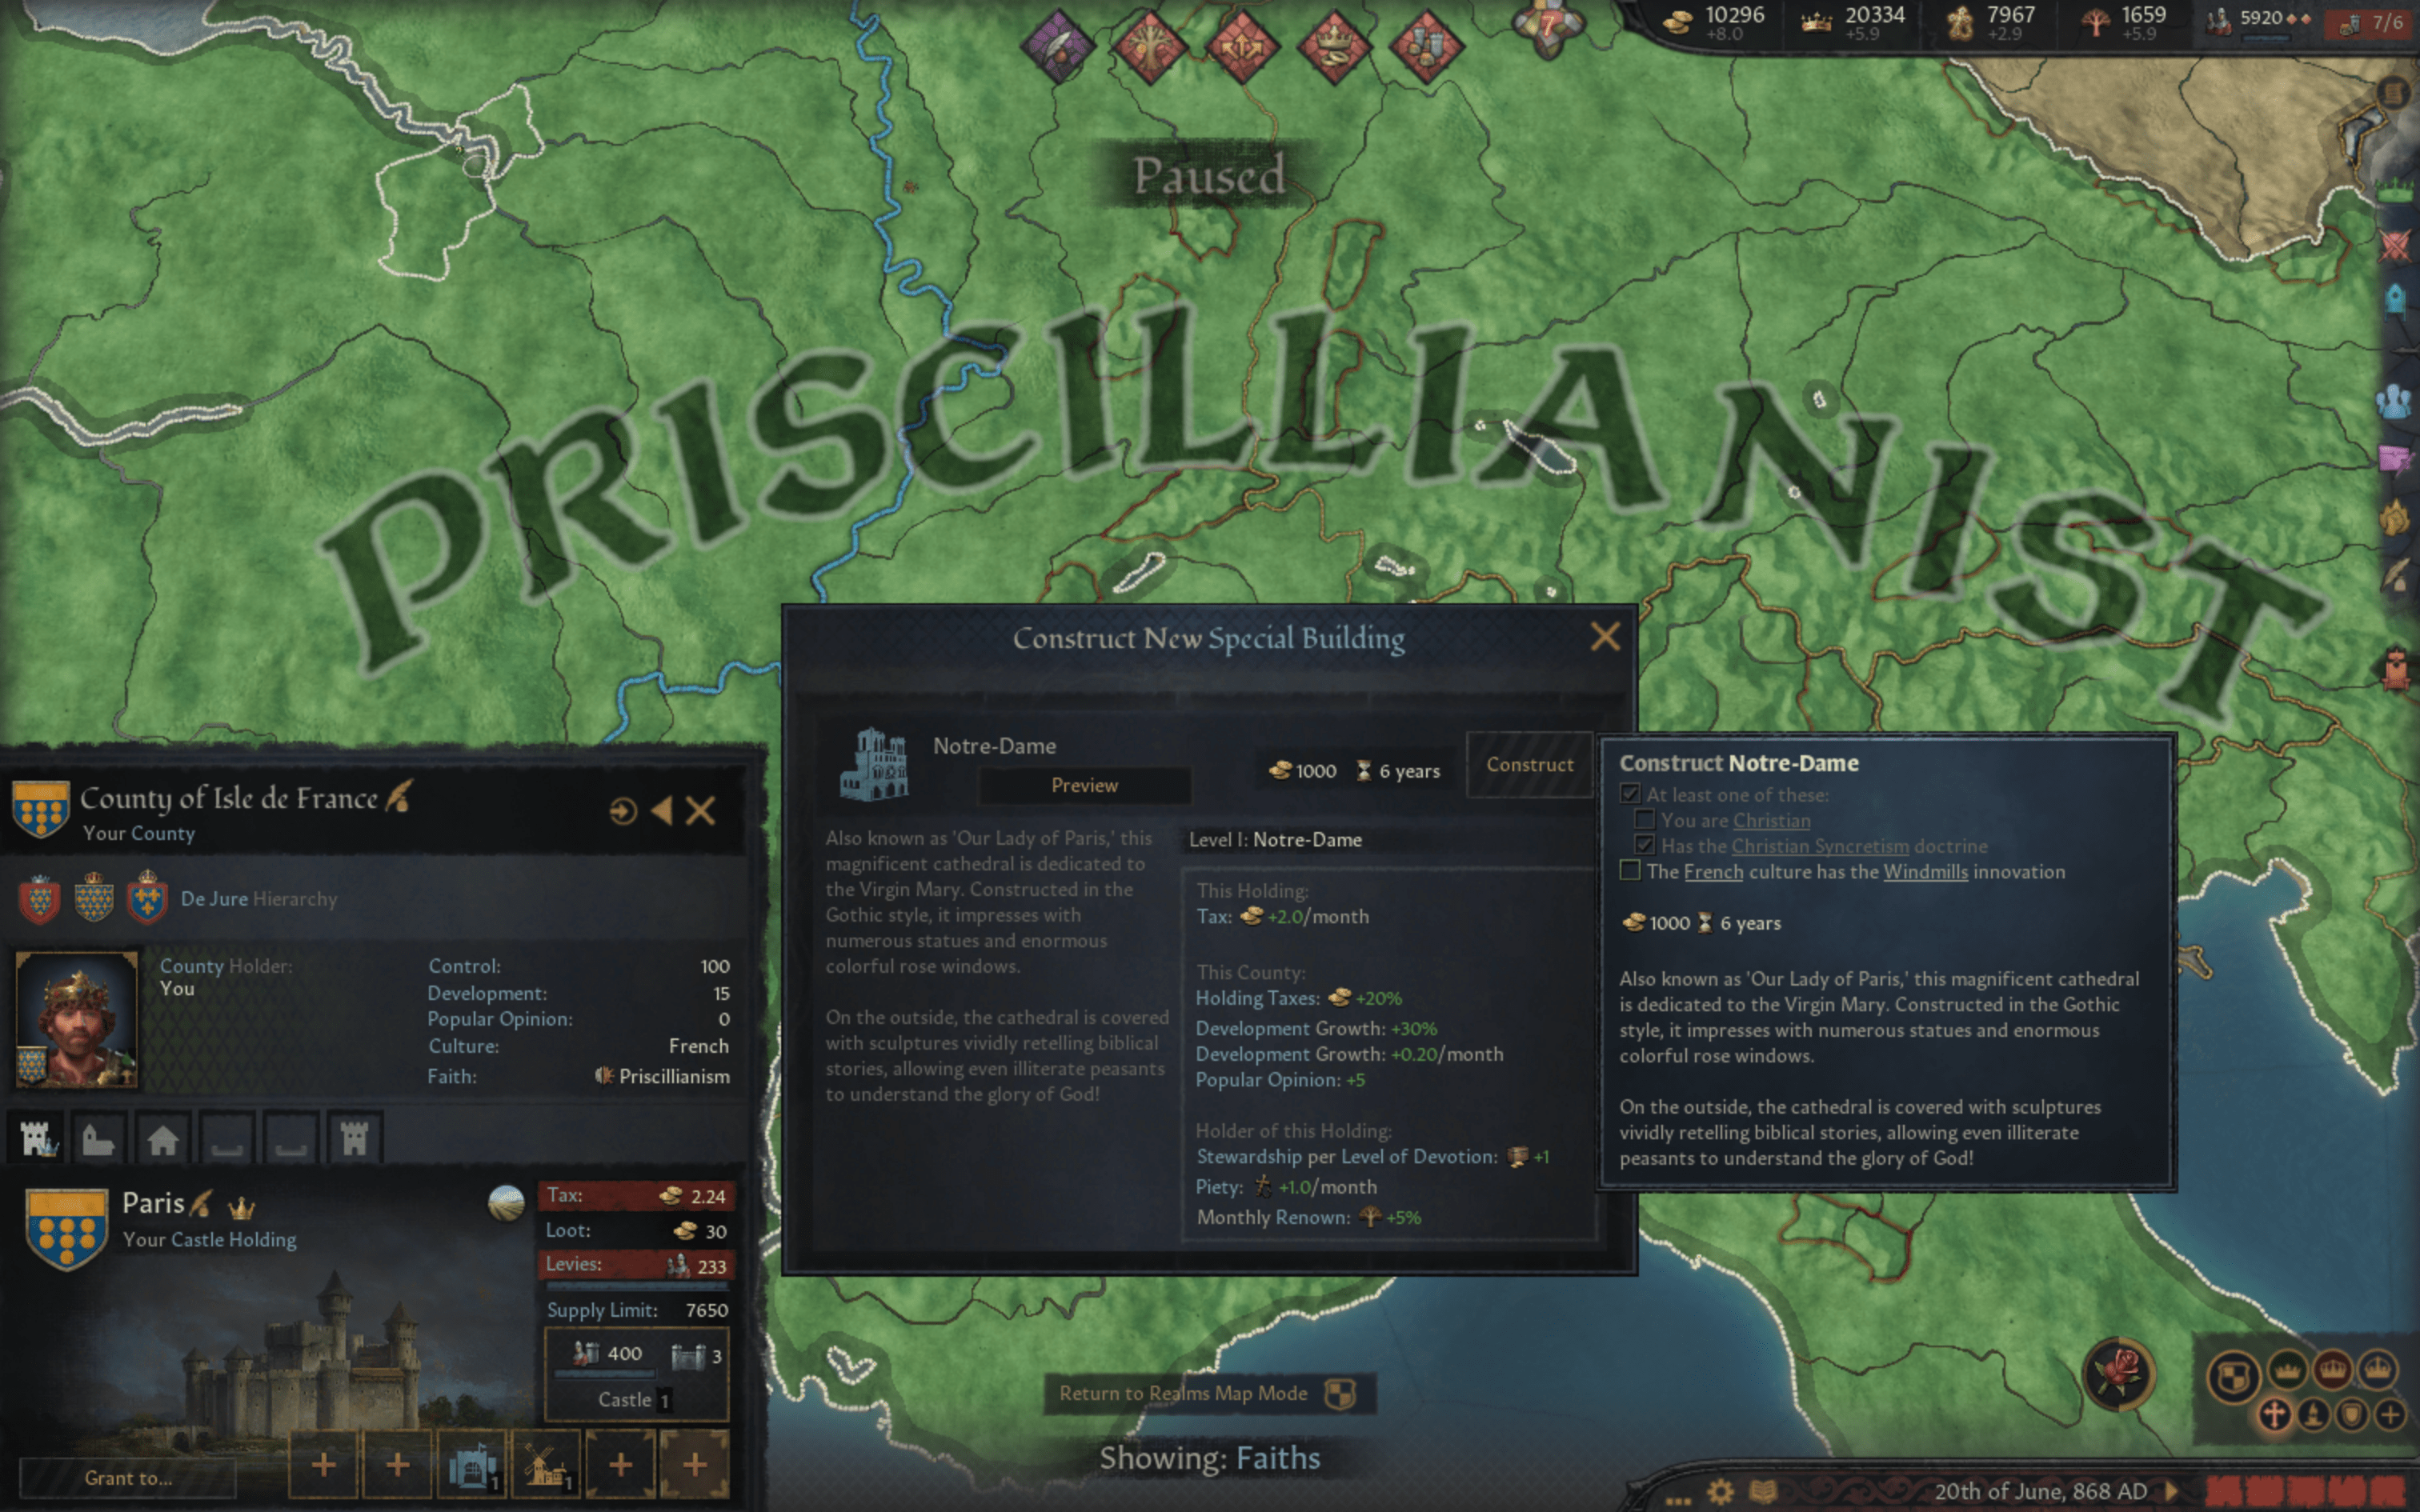 7
10296
+8.0
20334
+5.9
7967
+2.9
1659
+5.9
5920
7/6
Paused
PRISCILLIANIST
Construct New Special Building
Notre-Dame
Preview
1000
6 years
Construct
Also known as 'Our Lady of Paris,' this
magnificent cathedral is dedicated to
the Virgin Mary. Constructed in the
Gothic style, it impresses with
numerous statues and enormous
colorful rose windows.
On the outside, the cathedral is covered
with sculptures vividly retelling biblical
stories, allowing even illiterate peasants
to understand the glory of God!
Level I: Notre-Dame
This Holding:
Tax: +2.0/month
This County:
Holding Taxes: +20%
Development Growth: +30%
Development Growth: +0.20/month
Popular Opinion: +5
Holder of this Holding:
Stewardship per Level of Devotion: +1
Piety: +1.0/month
Monthly Renown: +5%
Construct Notre-Dame
At least one of these:
You are Christian
Has the Christian Syncretism doctrine
The French culture has the Windmills innovation
1000 6 years
Also known as 'Our Lady of Paris,' this magnificent cathedral
is dedicated to the Virgin Mary. Constructed in the Gothic
style, it impresses with numerous statues and enormous
colorful rose windows.
On the outside, the cathedral is covered with sculptures
vividly retelling biblical stories, allowing even illiterate
peasants to understand the glory of God!
County of Isle de France
Your County
De Jure Hierarchy
County Holder:
You
Control: 100
Development: 15
Popular Opinion: 0
Culture: French
Faith: Priscillianism
Paris
Your Castle Holding
Tax: 2.24
Loot: 30
Levies: 233
Supply Limit: 7650
400
3
Castle 1
Grant to...
1
1
Return to Realms Map Mode
Showing: Faiths
20th of June, 868 AD